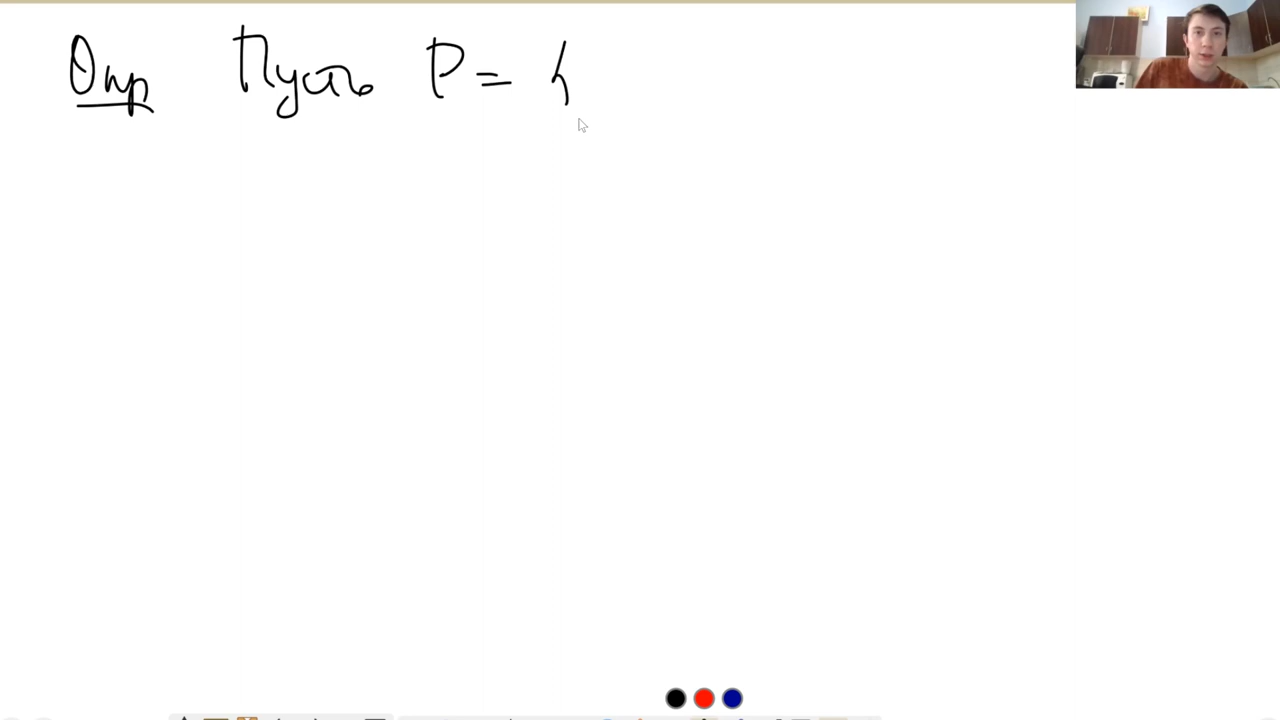 Опр Пусть P = {